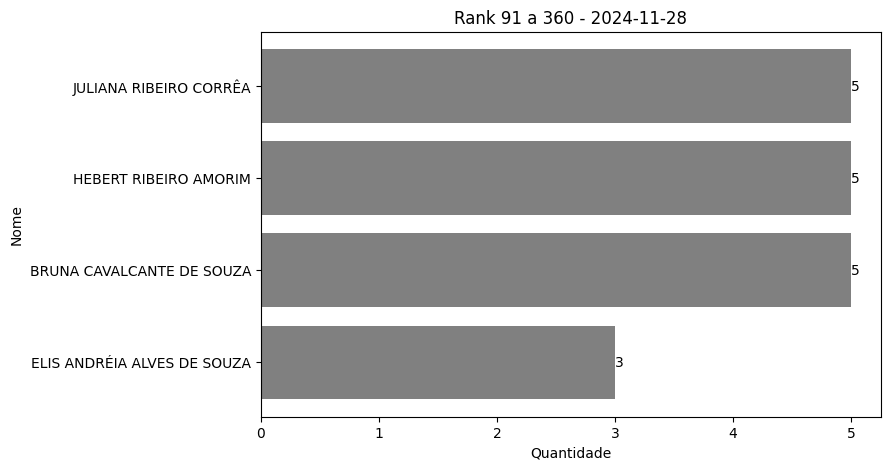 Rank 91 a 360 - 2024-11-28
JULIANA RIBEIRO CORRÊA
5
HEBERT RIBEIRO AMORIM
5
BRUNA CAVALCANTE DE SOUZA
5
ELIS ANDRÉIA ALVES DE SOUZA
3
Nome
0 1 2 3 4 5
Quantidade